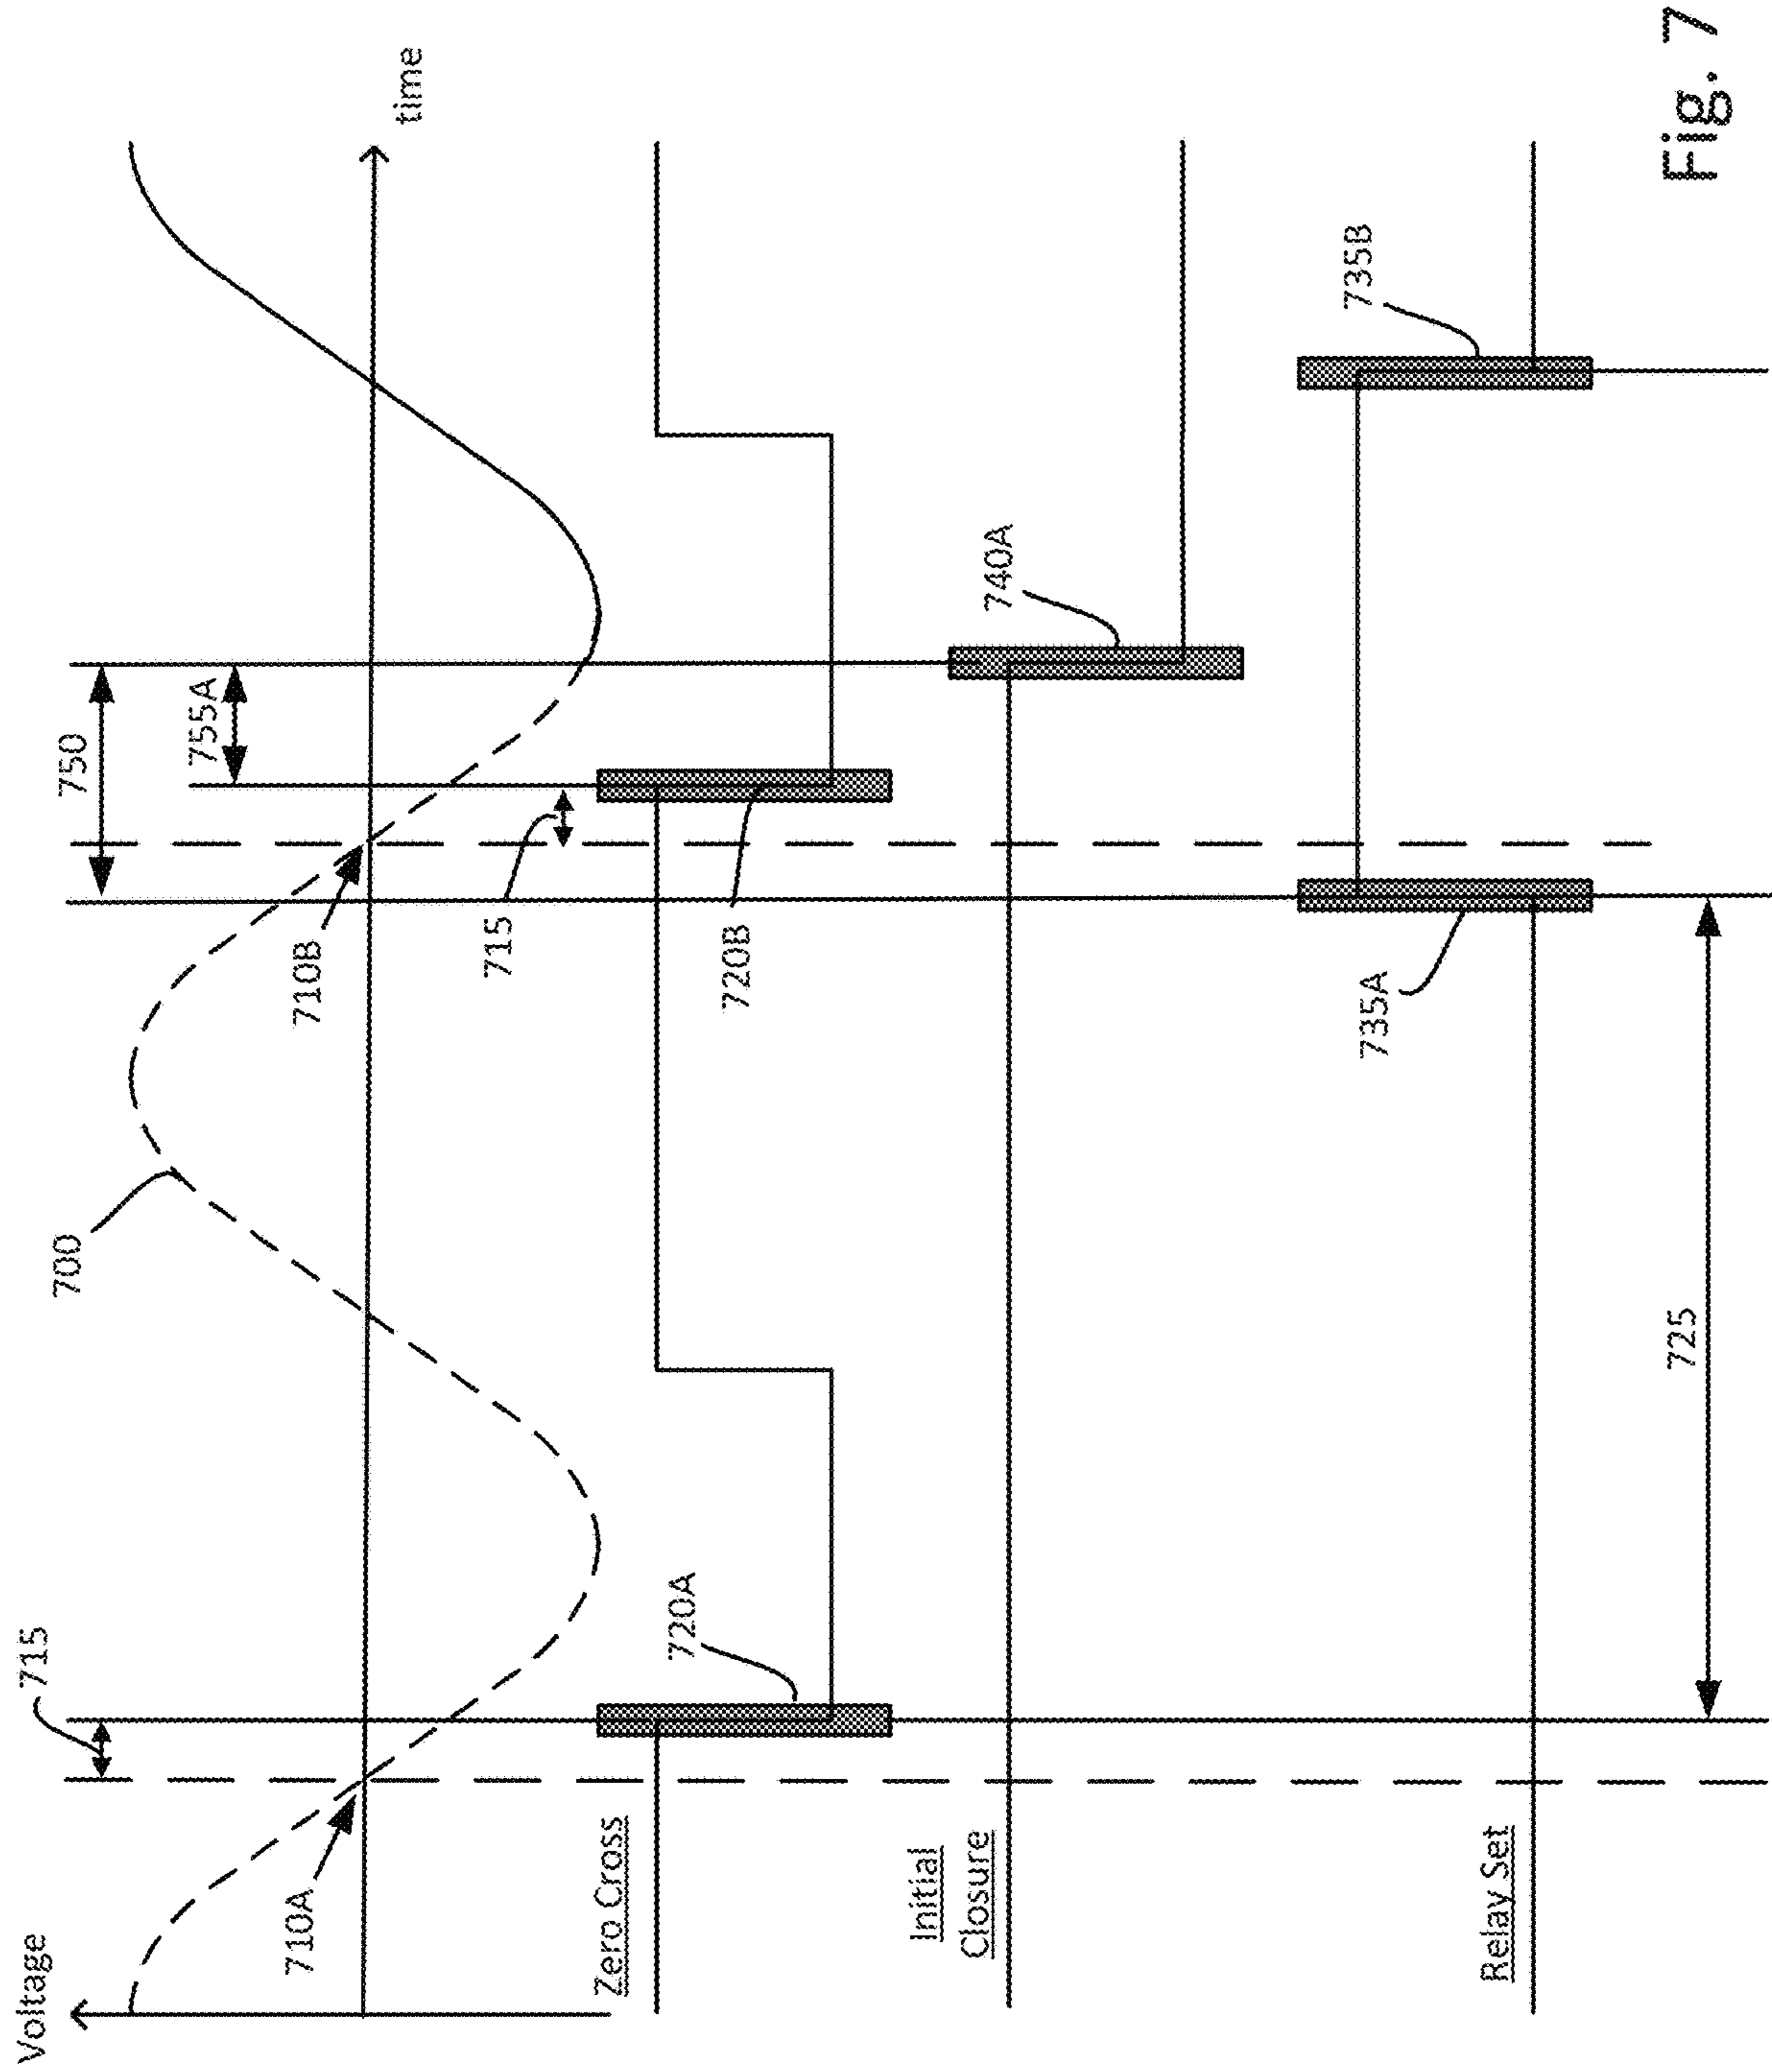 Voltage
715
700
750
755A
time
710A
710B
715
Zero Cross
720A
720B
Initial
Closure
740A
Relay Set
735A
735B
725
Fig. 7